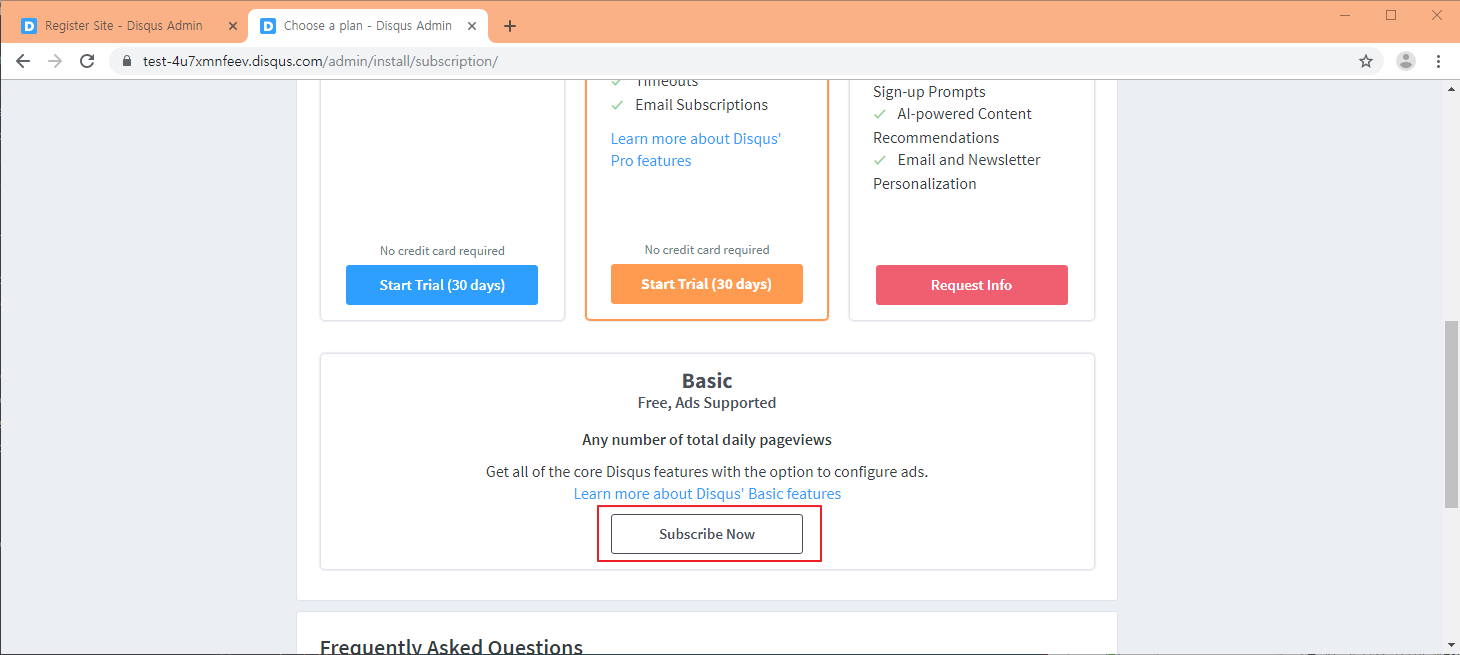 Register Site - Disqus Admin
Choose a plan - Disqus Admin
test-4u7xmnfeev.disqus.com/admin/install/subscription/
Timeouts
Email Subscriptions
Learn more about Disqus'
Pro features
No credit card required
Start Trial (30 days)
Sign-up Prompts
AI-powered Content
Recommendations
Email and Newsletter
Personalization
No credit card required
Start Trial (30 days)
Request Info
Basic
Free, Ads Supported
Any number of total daily pageviews
Get all of the core Disqus features with the option to configure ads.
Learn more about Disqus' Basic features
Subscribe Now
Frequently Asked Questions